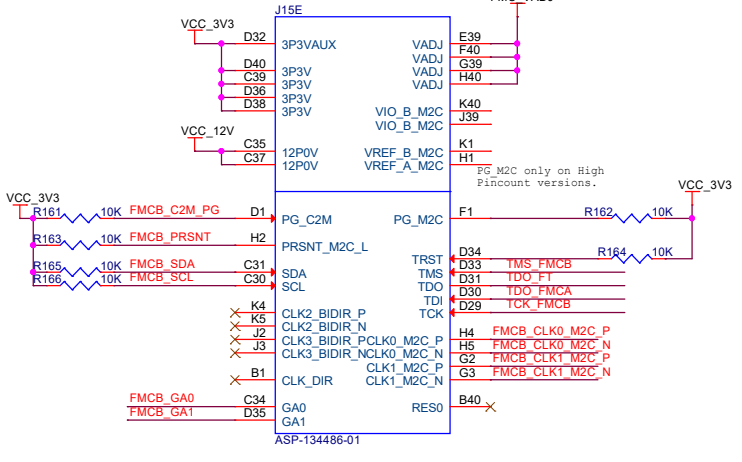 J15E
VCC_3V3
D32 3P3VAUX
D40 3P3V
C39 3P3V
D36 3P3V
D38 3P3V
VCC_12V
C35 12P0V
C37 12P0V
VADJ E39
VADJ F40
VADJ G39
VADJ H40
VIO_B_M2C K40
VIO_B_M2C J39
VREF_B_M2C K1
VREF_A_M2C H1
PG_M2C only on High
Pincount versions.
VCC_3V3
R161 10K FMCB_C2M_PG D1 PG_C2M
R163 10K FMCB_PRSNT H2 PRSNT_M2C_L
R165 10K FMCB_SDA C31 SDA
R166 10K FMCB_SCL C30 SCL
K4 CLK2_BIDIR_P
K5 CLK2_BIDIR_N
J2 CLK3_BIDIR_P
J3 CLK3_BIDIR_N
B1 CLK_DIR
FMCB_GA0 C34 GA0
FMCB_GA1 D35 GA1
VCC_3V3
PG_M2C F1 R162 10K
TRST D34 R164 10K
TMS D33 TMS_FMCB
TDO D31 TDO_FT
TDI D30 TDO_FMCA
TCK D29 TCK_FMCB
CLK0_M2C_P H4 FMCB_CLK0_M2C_P
CLK0_M2C_N H5 FMCB_CLK0_M2C_N
CLK1_M2C_P G2 FMCB_CLK1_M2C_P
CLK1_M2C_N G3 FMCB_CLK1_M2C_N
RES0 B40
ASP-134486-01